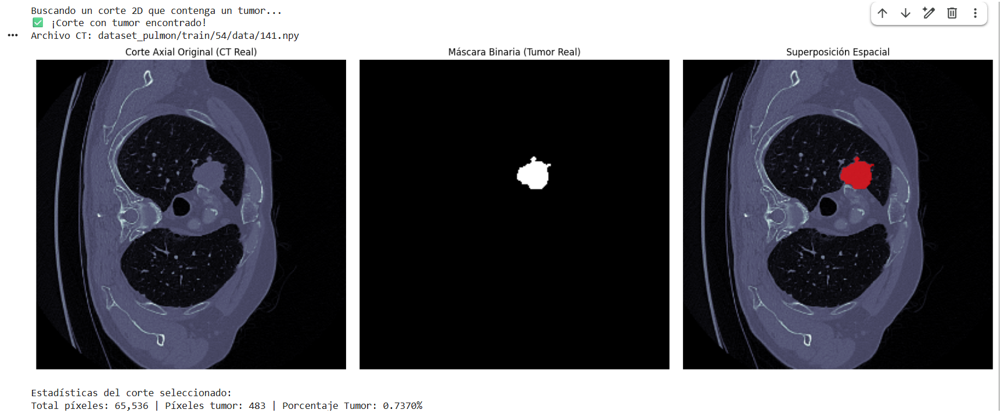 Buscando un corte 2D que contenga un tumor...
✅ ¡Corte con tumor encontrado!
Archivo CT: dataset_pulmon/train/54/data/141.npy
Corte Axial Original (CT Real)
Máscara Binaria (Tumor Real)
Superposición Espacial
Estadísticas del corte seleccionado:
Total píxeles: 65,536 | Píxeles tumor: 483 | Porcentaje Tumor: 0.7370%